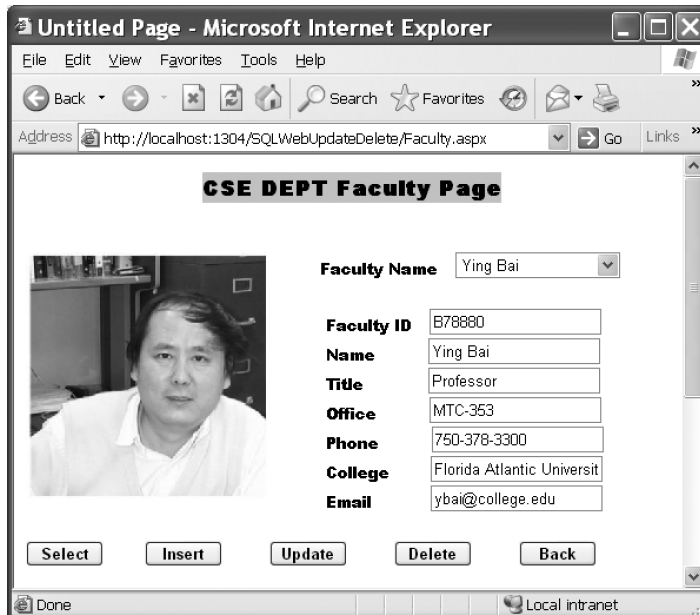 Untitled Page - Microsoft Internet Explorer
File Edit View Favorites Tools Help
Back Search Favorites »
Address http://localhost:1304/SQLWebUpdateDelete/Faculty.aspx Go Links »
CSE DEPT Faculty Page
Faculty Name Ying Bai
Faculty ID B78880
Name Ying Bai
Title Professor
Office MTC-353
Phone 750-378-3300
College Florida Atlantic Universit
Email ybai@college.edu
Select Insert Update Delete Back
Done Local intranet